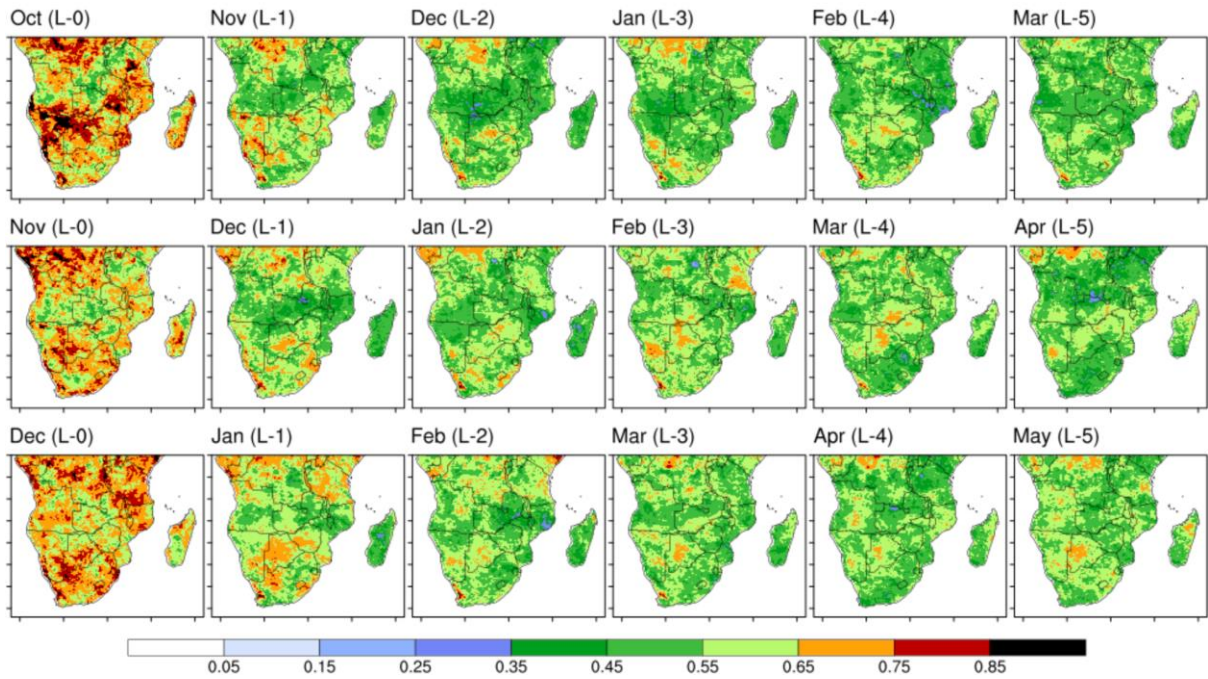 Oct (L-0) Nov (L-1) Dec (L-2) Jan (L-3) Feb (L-4) Mar (L-5)
Nov (L-0) Dec (L-1) Jan (L-2) Feb (L-3) Mar (L-4) Apr (L-5)
Dec (L-0) Jan (L-1) Feb (L-2) Mar (L-3) Apr (L-4) May (L-5)
0.05 0.15 0.25 0.35 0.45 0.55 0.65 0.75 0.85